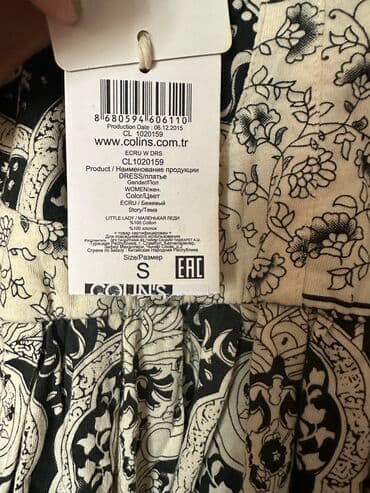 8 680594 606110
Production Date : 06.12.2015
CL 1020159
www.colins.com.tr
ECRU W DRS
CL1020159
Product / Наименование продукции
DRESS/платье
Gender/Пол
WOMEN/жен.
Color/Цвет
ECRU / Бежевый
Story/Тема
LITTLE LADY / МАЛЕНЬКАЯ ЛЕДИ
%100 Cotton
%100 хлопок
Size/Размер
S
EAC
COLIN'S